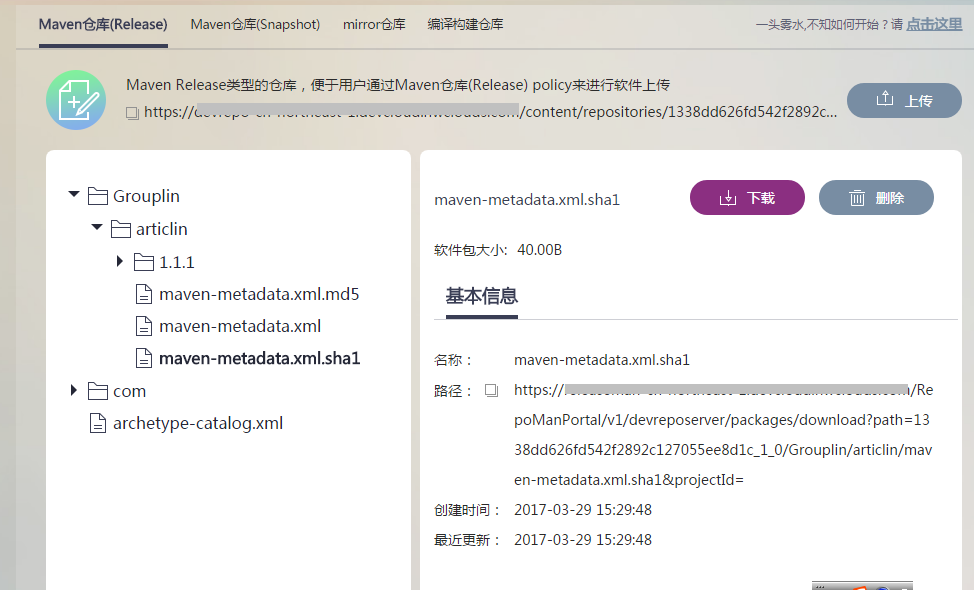 Maven仓库(Release) Maven仓库(Snapshot) mirror仓库 编译构建仓库 一头雾水,不知如何开始？请 点击这里
Maven Release类型的仓库，便于用户通过Maven仓库(Release) policy来进行软件上传
https:// /content/repositories/1338dd626fd542f2892c...
上传
Grouplin
articlin
1.1.1
maven-metadata.xml.md5
maven-metadata.xml
maven-metadata.xml.sha1
com
archetype-catalog.xml
maven-metadata.xml.sha1 下载 删除
软件包大小: 40.00B
基本信息
名称： maven-metadata.xml.sha1
路径： https:// /Re
poManPortal/v1/devreposerver/packages/download?path=13
38dd626fd542f2892c127055ee8d1c_1_0/Grouplin/articlin/mav
en-metadata.xml.sha1&projectId=
创建时间： 2017-03-29 15:29:48
最近更新： 2017-03-29 15:29:48